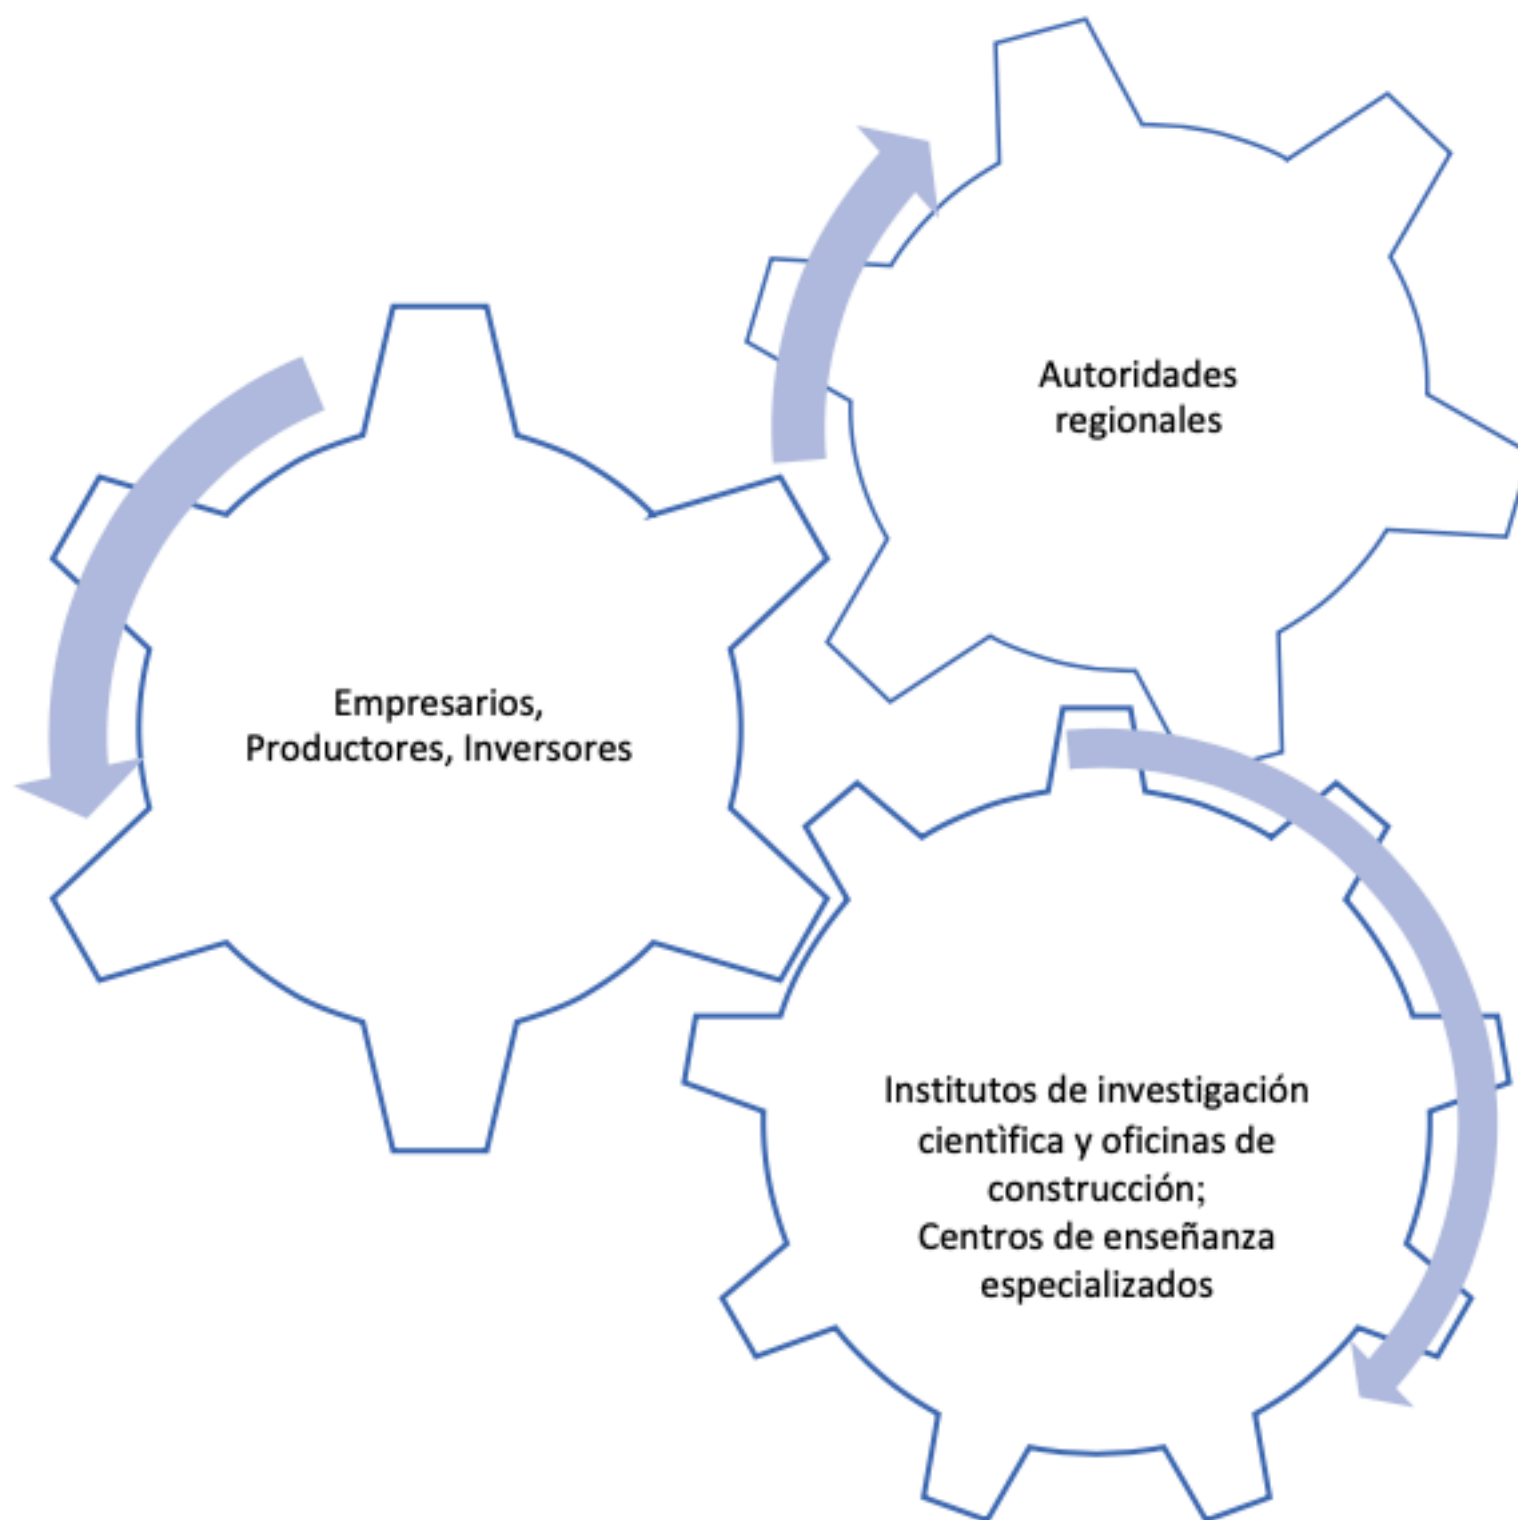 Autoridades
regionales
Empresarios,
Productores, Inversores
Institutos de investigación
cientìfica y oficinas de
construcción;
Centros de enseñanza
especializados